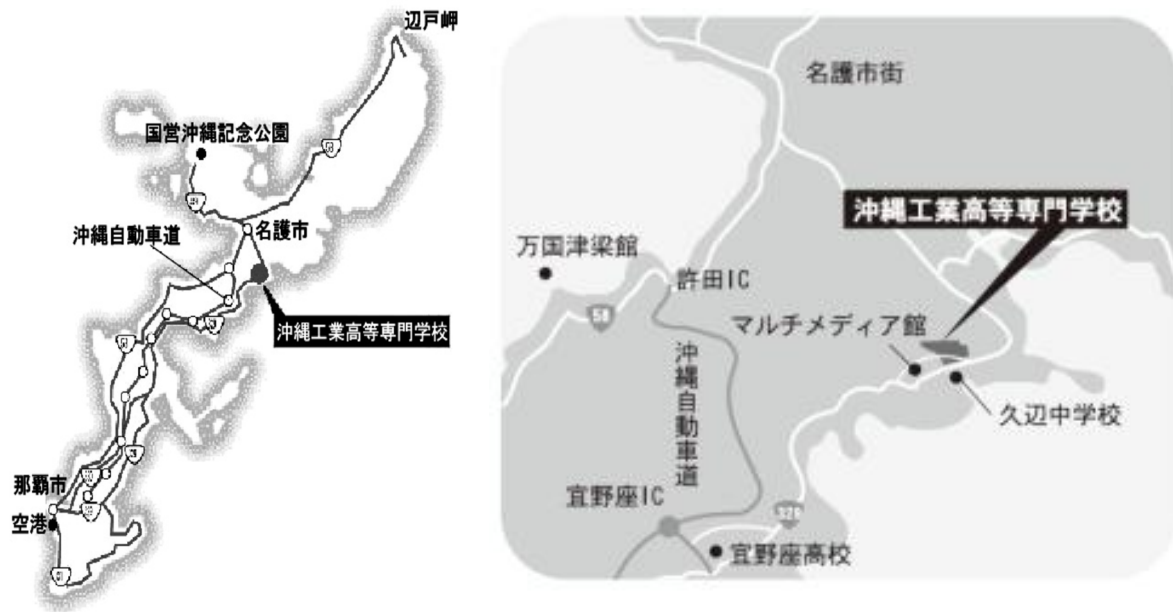 辺戸岬
国営沖縄記念公園
58
沖縄自動車道
名護市
沖縄工業高等専門学校
那覇市
空港
名護市街
沖縄工業高等専門学校
万国津梁館
許田IC
58
マルチメディア館
沖縄自動車道
久辺中学校
宜野座IC
329
宜野座高校